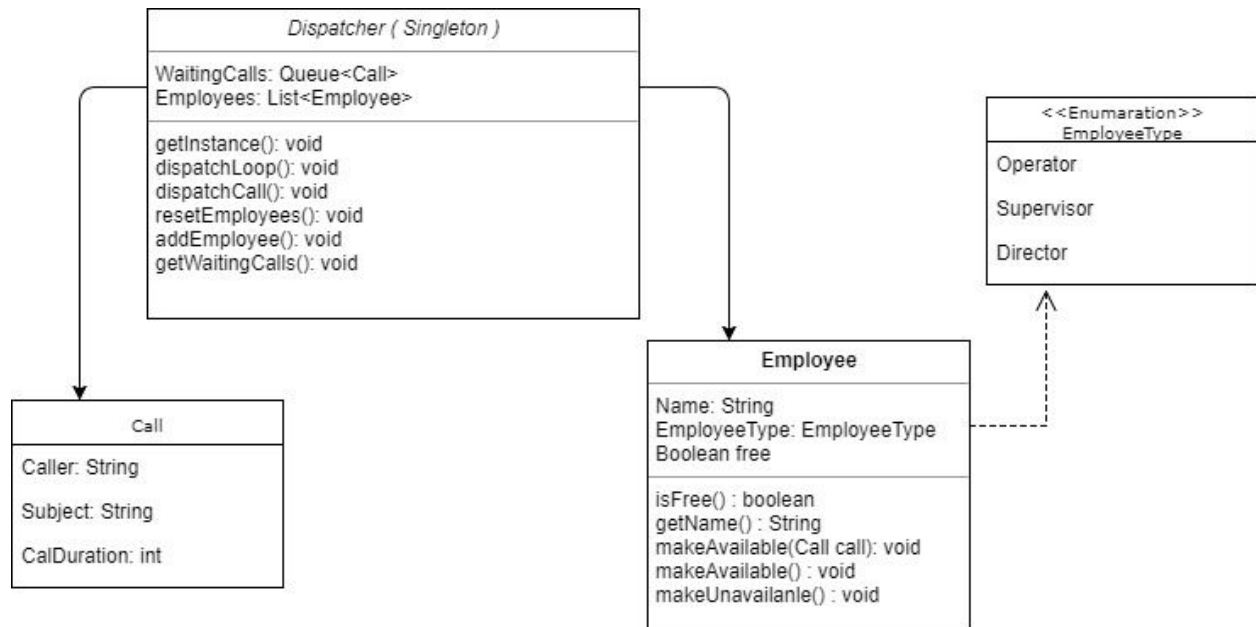 Dispatcher ( Singleton )
WaitingCalls: Queue<Call>
Employees: List<Employee>
getInstance(): void
dispatchLoop(): void
dispatchCall(): void
resetEmployees(): void
addEmployee(): void
getWaitingCalls(): void
<<Enumaration>>
EmployeeType
Operator
Supervisor
Director
Call
Caller: String
Subject: String
CalDuration: int
Employee
Name: String
EmployeeType: EmployeeType
Boolean free
isFree() : boolean
getName() : String
makeAvailable(Call call): void
makeAvailable() : void
makeUnavailanle() : void